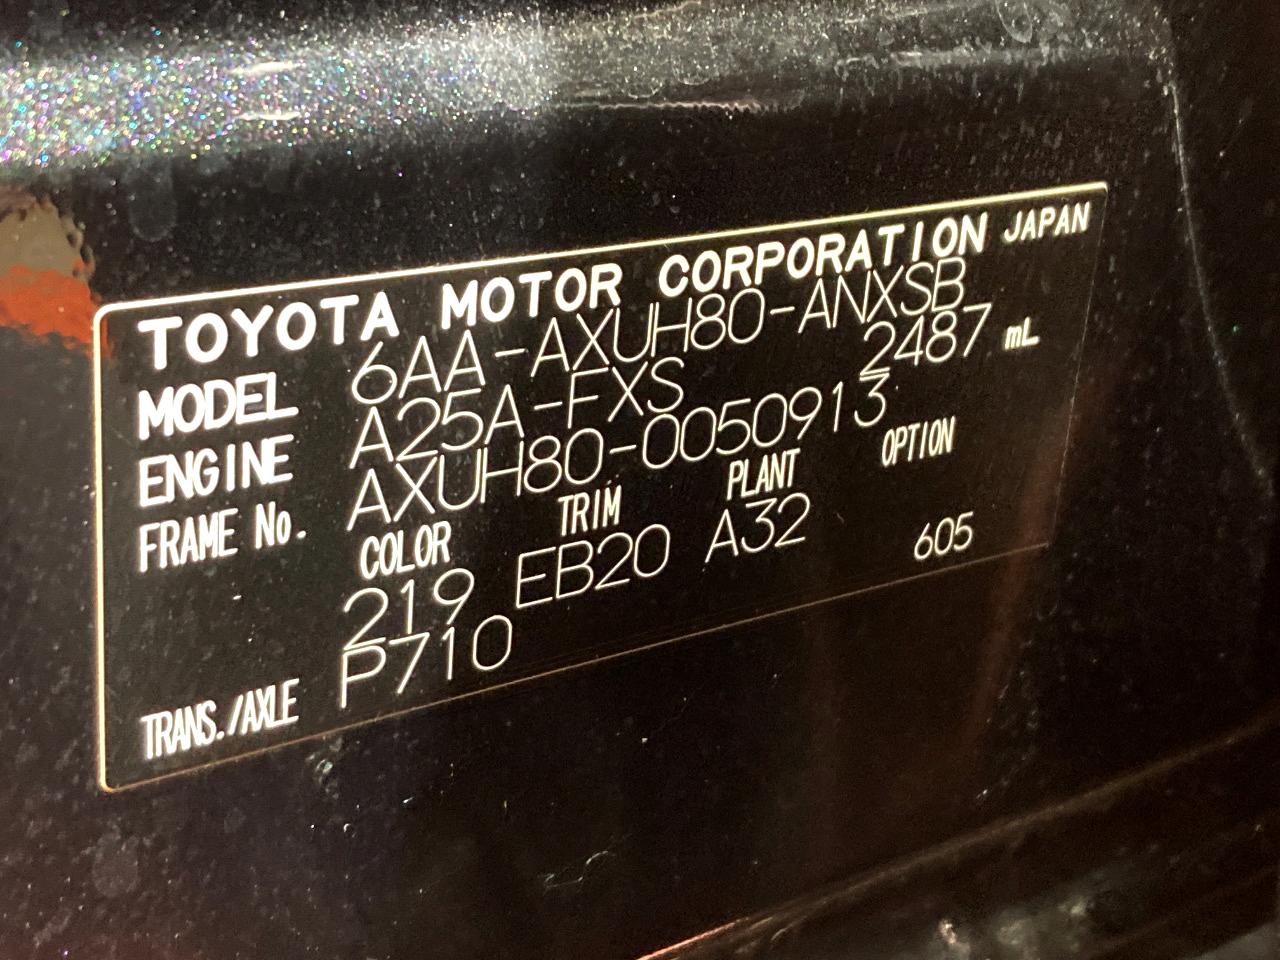 TOYOTA MOTOR CORPORATION JAPAN
MODEL 6AA-AXUH80-ANXSB
ENGINE A25A-FXS 2487 mL
FRAME No. AXUH80-0050913
COLOR TRIM PLANT OPTION
219 EB20 A32 605
TRANS./AXLE P710